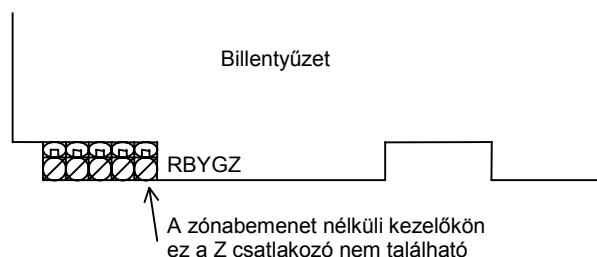 Billentyűzet
RBYGZ
A zónabemenet nélküli kezelőkön
ez a Z csatlakozó nem található